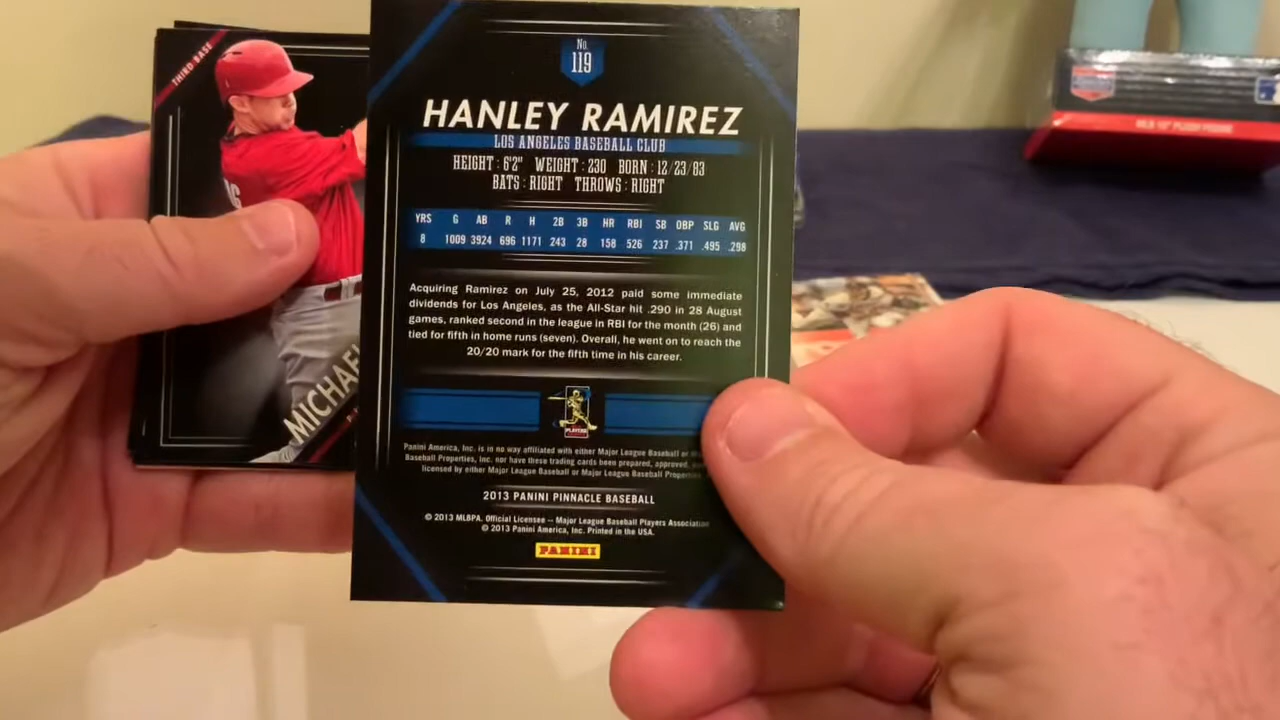 THIRD BASE
MICHAEL
No.
119
HANLEY RAMIREZ
LOS ANGELES BASEBALL CLUB
HEIGHT : 6'2" WEIGHT : 230 BORN : 12/23/83
BATS : RIGHT THROWS : RIGHT
YRS G AB R H 2B 3B HR RBI SB OBP SLG AVG
8 1009 3924 696 1171 243 28 158 526 237 .371 .495 .298
Acquiring Ramirez on July 25, 2012 paid some immediate
dividends for Los Angeles, as the All-Star hit .290 in 28 August
games, ranked second in the league in RBI for the month (26) and
tied for fifth in home runs (seven). Overall, he went on to reach the
20/20 mark for the fifth time in his career.
Panini America, Inc. is in no way affiliated with either Major League Baseball or
Baseball Properties, Inc. nor have these trading cards been prepared, approved,
licensed by either Major League Baseball or Major League Baseball
2013 PANINI PINNACLE BASEBALL
© 2013 MLBPA. Official Licensee – Major League Baseball Players Association
© 2013 Panini America, Inc. Printed in the USA.
PANINI